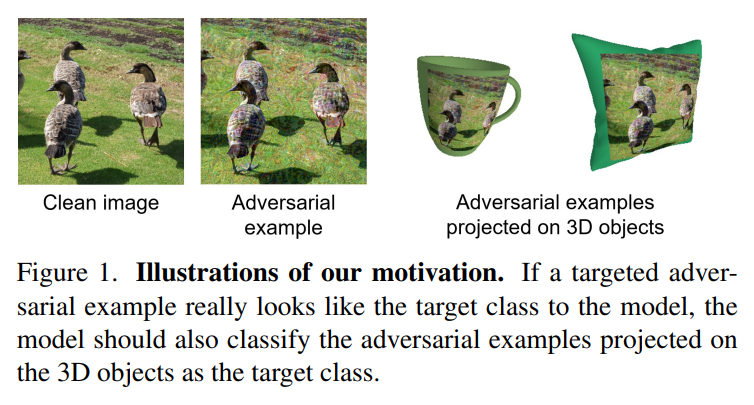 Clean image
Adversarial
example
Adversarial examples
projected on 3D objects
Figure 1. Illustrations of our motivation. If a targeted adver-
sarial example really looks like the target class to the model, the
model should also classify the adversarial examples projected on
the 3D objects as the target class.